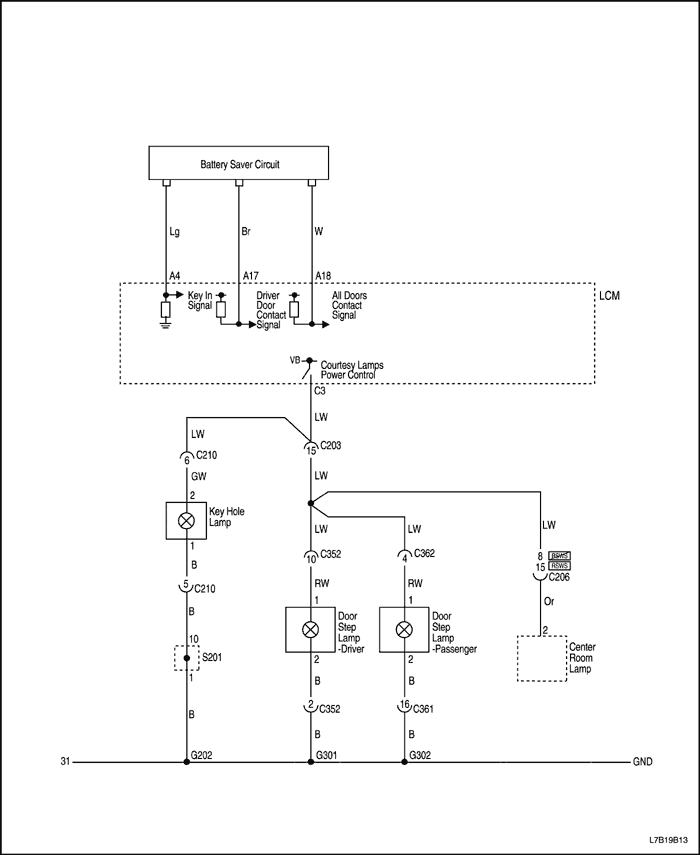 Battery Saver Circuit
Lg
Br
W
A4
A17
A18
LCM
Key In
Signal
Driver
Door
Contact
Signal
All Doors
Contact
Signal
VB
Courtesy Lamps
Power Control
C3
LW
LW
15
C203
6
C210
LW
GW
2
Key Hole
Lamp
1
B
5
C210
B
10
S201
1
B
G202
LW
10
C352
RW
1
Door
Step
Lamp
-Driver
2
B
2
C352
B
G301
LW
4
C362
RW
1
Door
Step
Lamp
-Passenger
2
B
16
C361
B
G302
LW
8
BSWS
15
RSWS
C206
Or
2
Center
Room
Lamp
31
GND
L7B19B13